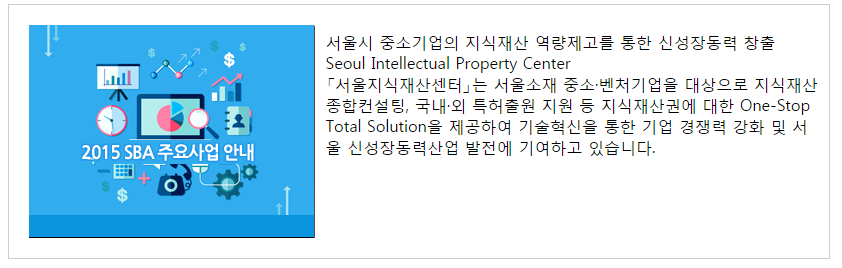 2015 SBA 주요사업 안내
서울시 중소기업의 지식재산 역량제고를 통한 신성장동력 창출
Seoul Intellectual Property Center
「서울지식재산센터」는 서울소재 중소·벤처기업을 대상으로 지식재산
종합컨설팅, 국내·외 특허출원 지원 등 지식재산권에 대한 One-Stop
Total Solution을 제공하여 기술혁신을 통한 기업 경쟁력 강화 및 서
울 신성장동력산업 발전에 기여하고 있습니다.